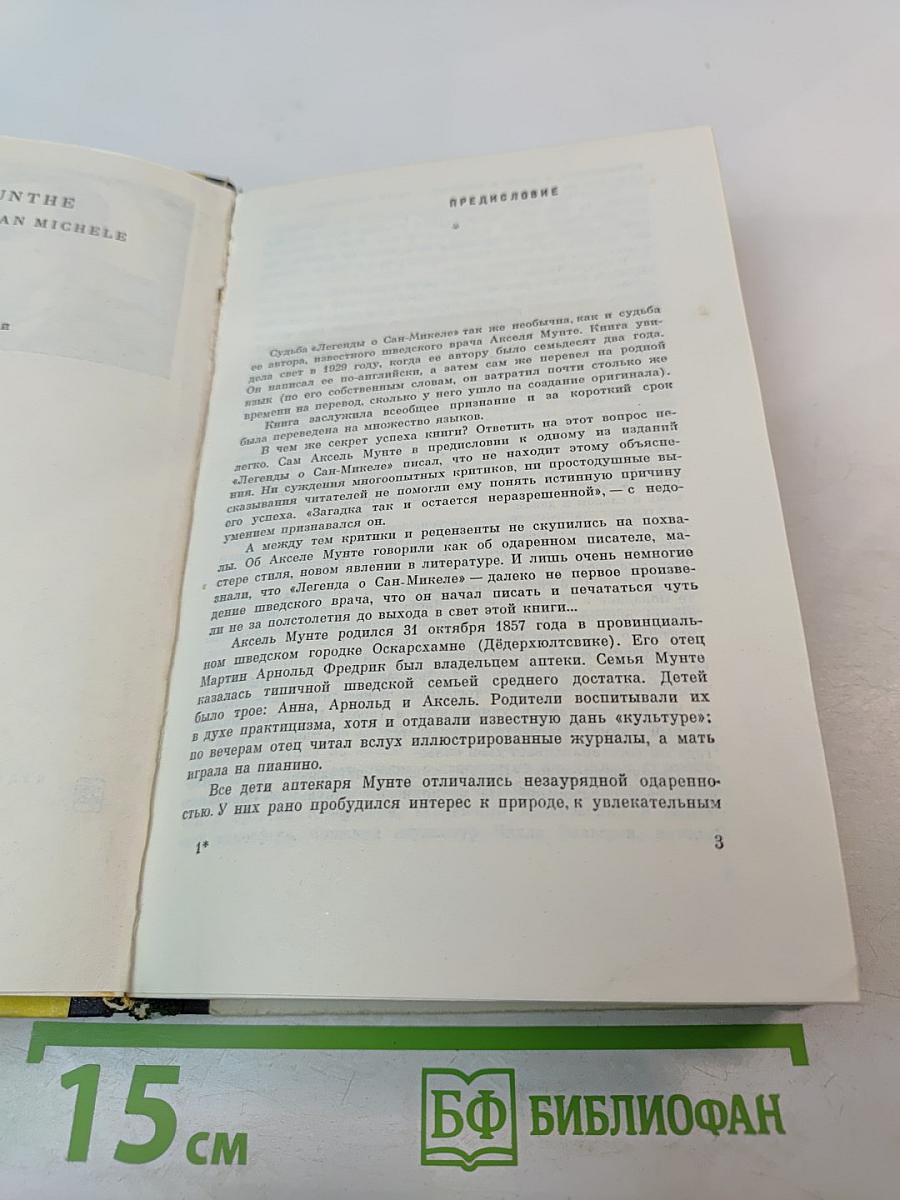 UNTHE
AN MICHELE
й
ПРЕДИСЛОВИЕ
Судьба «Легенды о Сан-Микеле» так же необычна, как и судьба
ее автора, известного шведского врача Акселя Мунте. Книга уви-
дела свет в 1929 году, когда ее автору было семьдесят два года.
Он написал ее по-английски, а затем сам же перевел на родной
язык (по его собственным словам, он затратил почти столько же
времени на перевод, сколько у него ушло на создание оригинала).
Книга заслужила всеобщее признание и за короткий срок
была переведена на множество языков.
В чем же секрет успеха книги? Ответить на этот вопрос не-
легко. Сам Аксель Мунте в предисловии к одному из изданий
«Легенды о Сан-Микеле» писал, что не находит этому объясне-
ния. Ни суждения многоопытных критиков, ни простодушные вы-
сказывания читателей не помогли ему понять истинную причину
его успеха. «Загадка так и остается неразрешенной», — с недо-
умением признавался он.
А между тем критики и рецензенты не скупились на похва-
лы. Об Акселе Мунте говорили как об одаренном писателе, ма-
стере стиля, новом явлении в литературе. И лишь очень немногие
знали, что «Легенда о Сан-Микеле» — далеко не первое произве-
дение шведского врача, что он начал писать и печататься чуть
ли не за полстолетия до выхода в свет этой книги...
Аксель Мунте родился 31 октября 1857 года в провинциаль-
ном шведском городке Оскарсхамне (Дёдерхюлтсвике). Его отец
Мартин Арнольд Фредрик был владельцем аптеки. Семья Мунте
казалась типичной шведской семьей среднего достатка. Детей
было трое: Анна, Арнольд и Аксель. Родители воспитывали их
в духе практицизма, хотя и отдавали известную дань «культуре»:
по вечерам отец читал вслух иллюстрированные журналы, а мать
играла на пианино.
Все дети аптекаря Мунте отличались незаурядной одаренно-
стью. У них рано пробудился интерес к природе, к увлекательным
1*
3
15 см
БФ БИБЛИОФАН